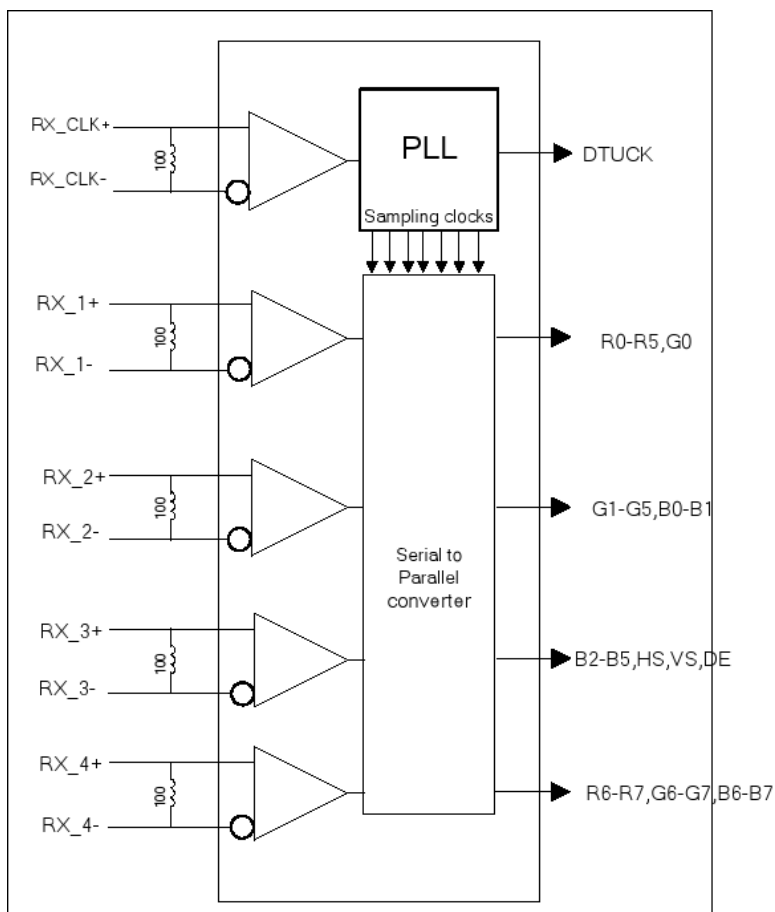 RX_CLK+
100
RX_CLK-
PLL
Sampling clocks
DTUCK
RX_1+
100
RX_1-
R0-R5,G0
RX_2+
100
RX_2-
G1-G5,B0-B1
Serial to
Parallel
converter
RX_3+
100
RX_3-
B2-B5,HS,VS,DE
RX_4+
100
RX_4-
R6-R7,G6-G7,B6-B7